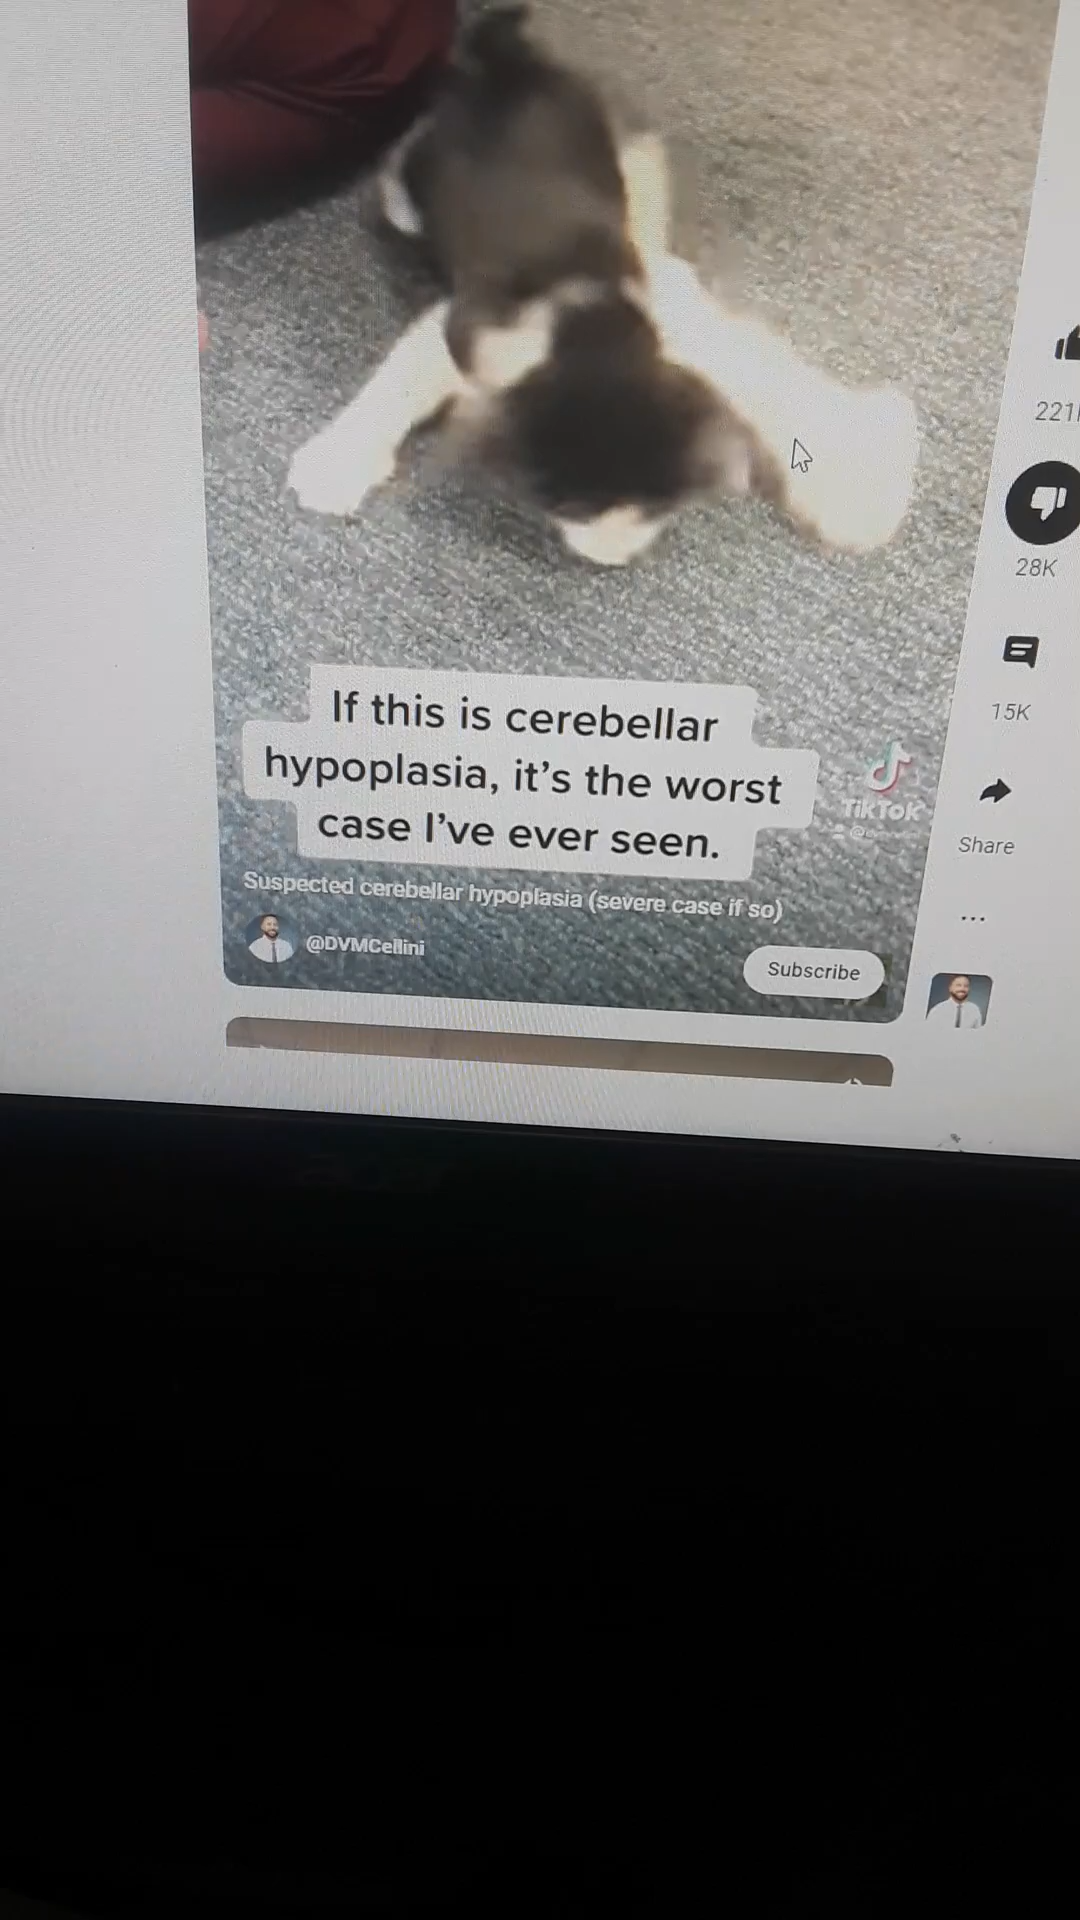 If this is cerebellar
hypoplasia, it's the worst
case I've ever seen.
TikTok
Suspected cerebellar hypoplasia (severe case if so)
@DVMCellini
Subscribe
28K
15K
Share